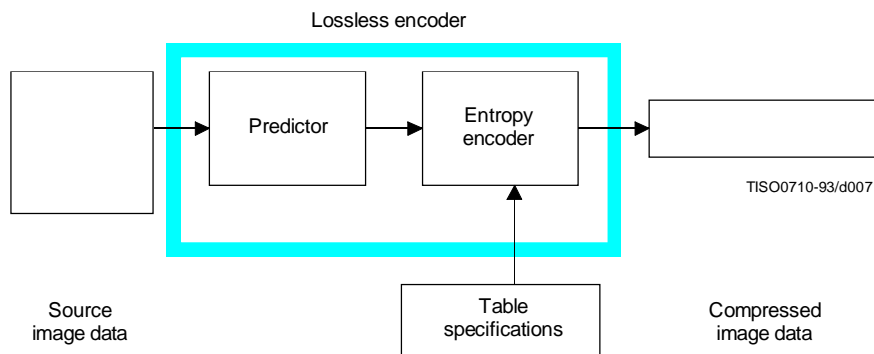 Lossless encoder
Predictor
Entropy
encoder
TISO0710-93/d007
Source
image data
Table
specifications
Compressed
image data